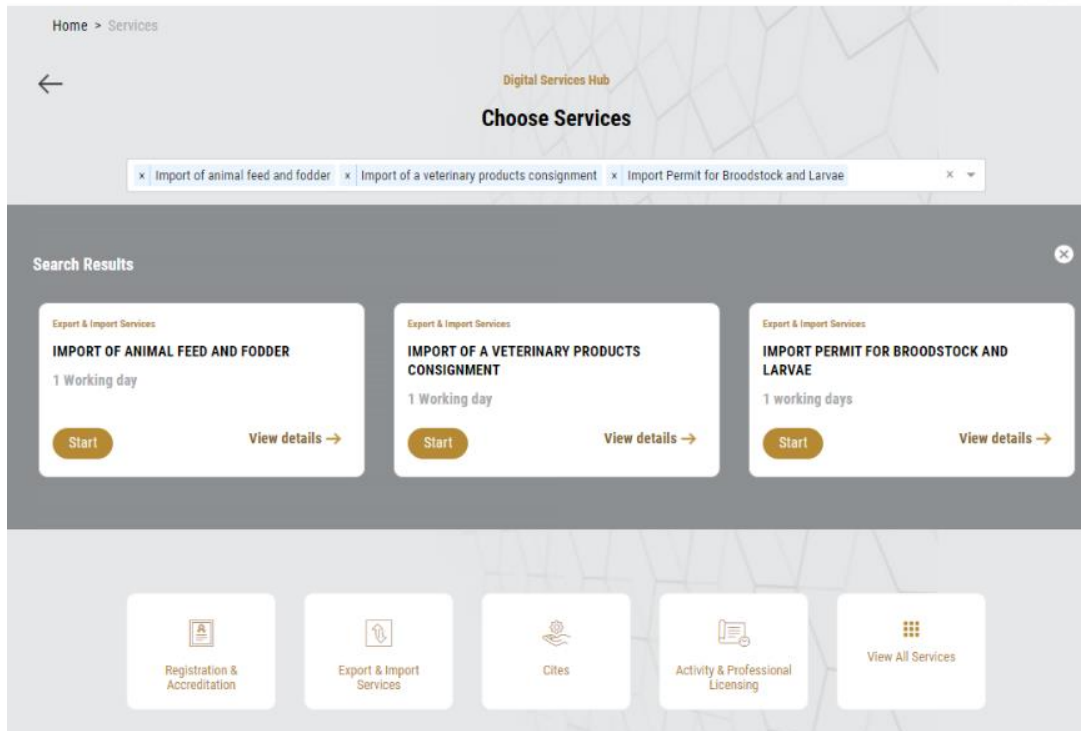 Home > Services
Digital Services Hub
Choose Services
× Import of animal feed and fodder × Import of a veterinary products consignment × Import Permit for Broodstock and Larvae ×
Search Results
Export & Import Services
IMPORT OF ANIMAL FEED AND FODDER
1 Working day
Start View details →
Export & Import Services
IMPORT OF A VETERINARY PRODUCTS
CONSIGNMENT
1 Working day
Start View details →
Export & Import Services
IMPORT PERMIT FOR BROODSTOCK AND
LARVAE
1 working days
Start View details →
Registration &
Accreditation
Export & Import
Services
Cites
Activity & Professional
Licensing
View All Services